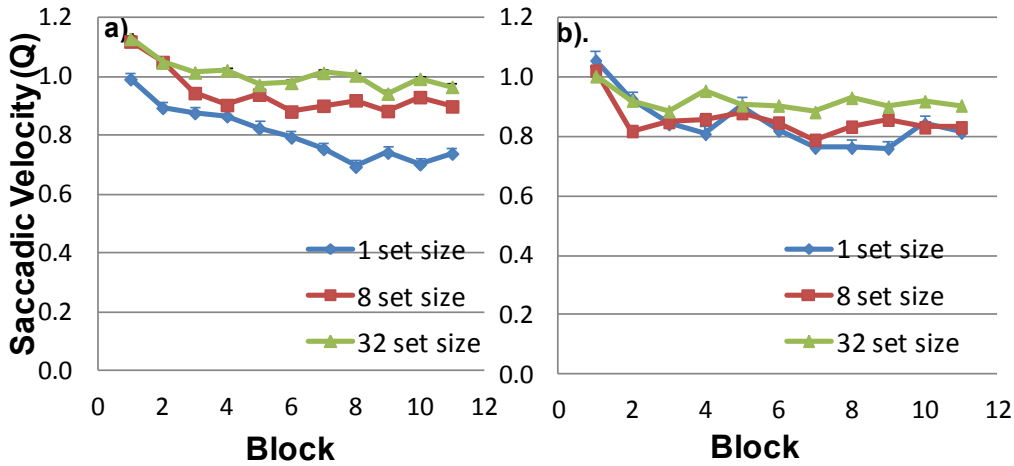 Saccadic Velocity (Q)
a).
1.2
1.0
0.8
0.6
0.4
0.2
0.0
1 set size
8 set size
32 set size
0 2 4 6 8 10 12
Block
b).
1.2
1.0
0.8
0.6
0.4
0.2
0.0
1 set size
8 set size
32 set size
0 2 4 6 8 10 12
Block